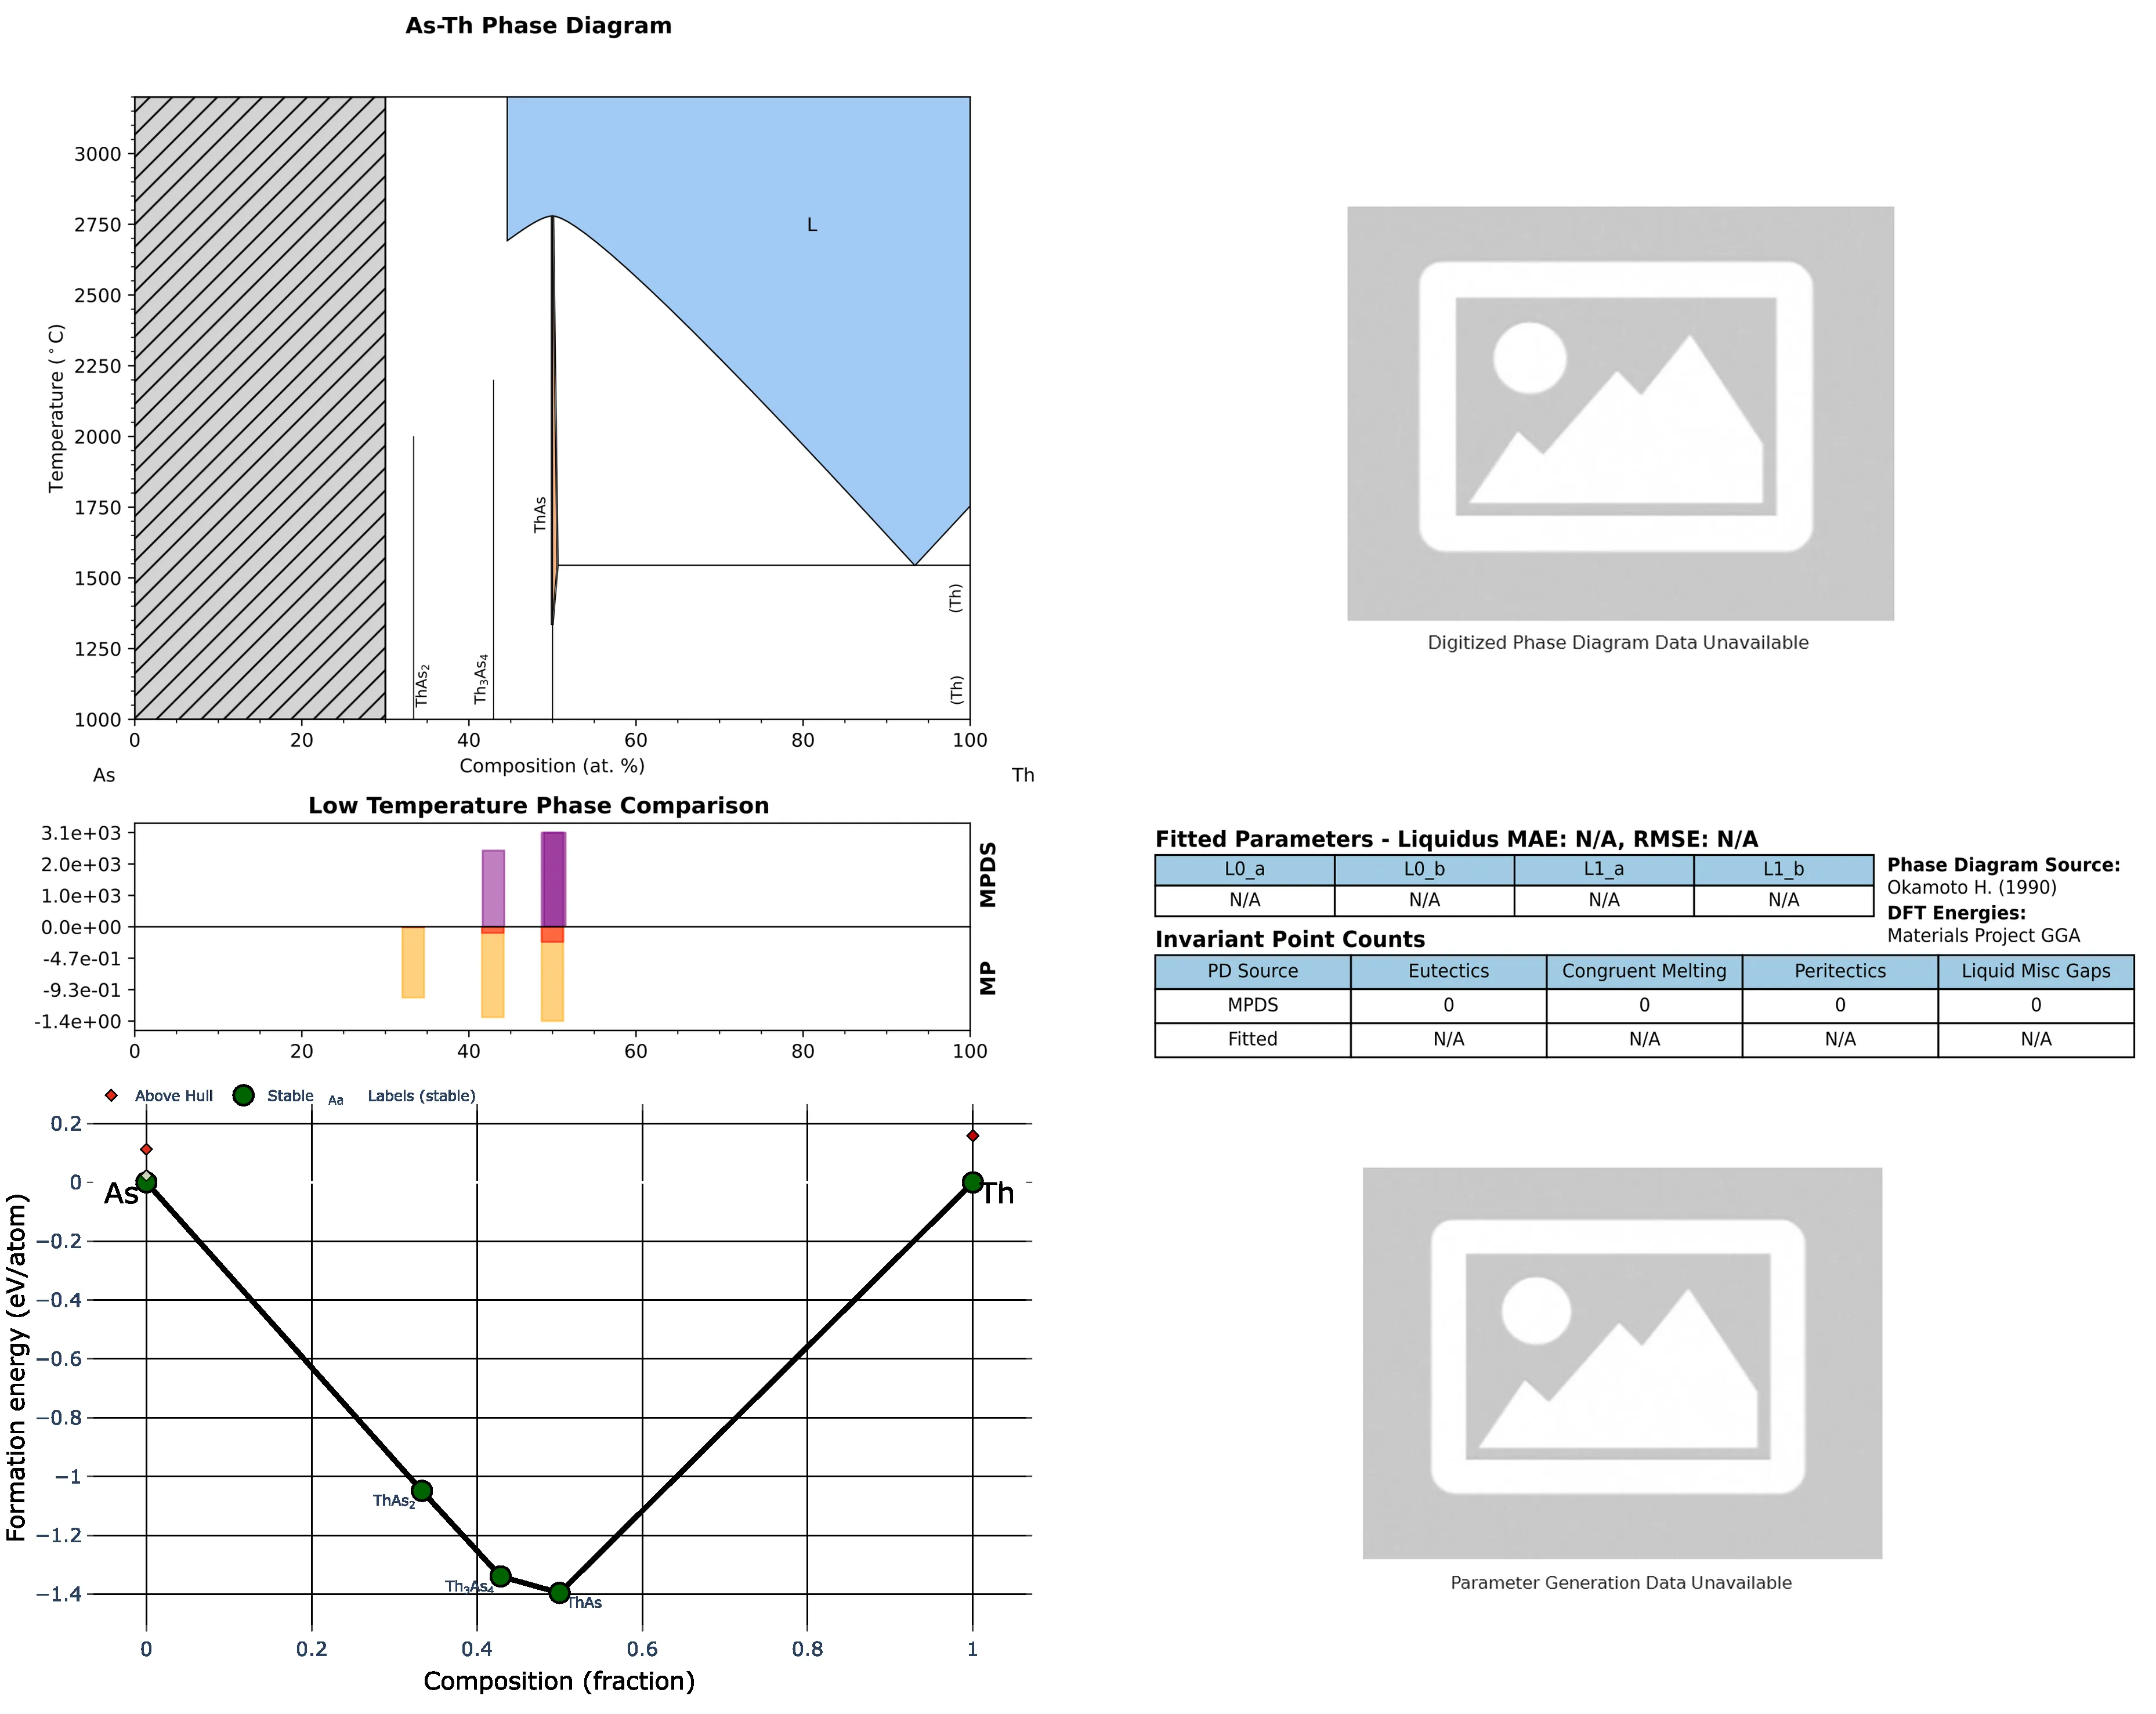 As-Th Phase Diagram
3000
2750
2500
2250
2000
1750
1500
1250
1000
Temperature (°C)
L
ThAs
ThAs₂
Th₃As₄
(Th)
(Th)
0 20 40 60 80 100
Composition (at. %)
As
Th
Digitized Phase Diagram Data Unavailable
Low Temperature Phase Comparison
3.1e+03
2.0e+03
1.0e+03
0.0e+00
-4.7e-01
-9.3e-01
-1.4e+00
MPDS
MP
0 20 40 60 80 100
Fitted Parameters - Liquidus MAE: N/A, RMSE: N/A
L0_a L0_b L1_a L1_b
N/A N/A N/A N/A
Phase Diagram Source:
Okamoto H. (1990)
DFT Energies:
Materials Project GGA
Invariant Point Counts
PD Source Eutectics Congruent Melting Peritectics Liquid Misc Gaps
MPDS 0 0 0 0
Fitted N/A N/A N/A N/A
Above Hull Stable Aa Labels (stable)
0.2
0
−0.2
−0.4
−0.6
−0.8
−1
−1.2
−1.4
Formation energy (eV/atom)
As
Th
ThAs₂
Th₃As₄
ThAs
0 0.2 0.4 0.6 0.8 1
Composition (fraction)
Parameter Generation Data Unavailable